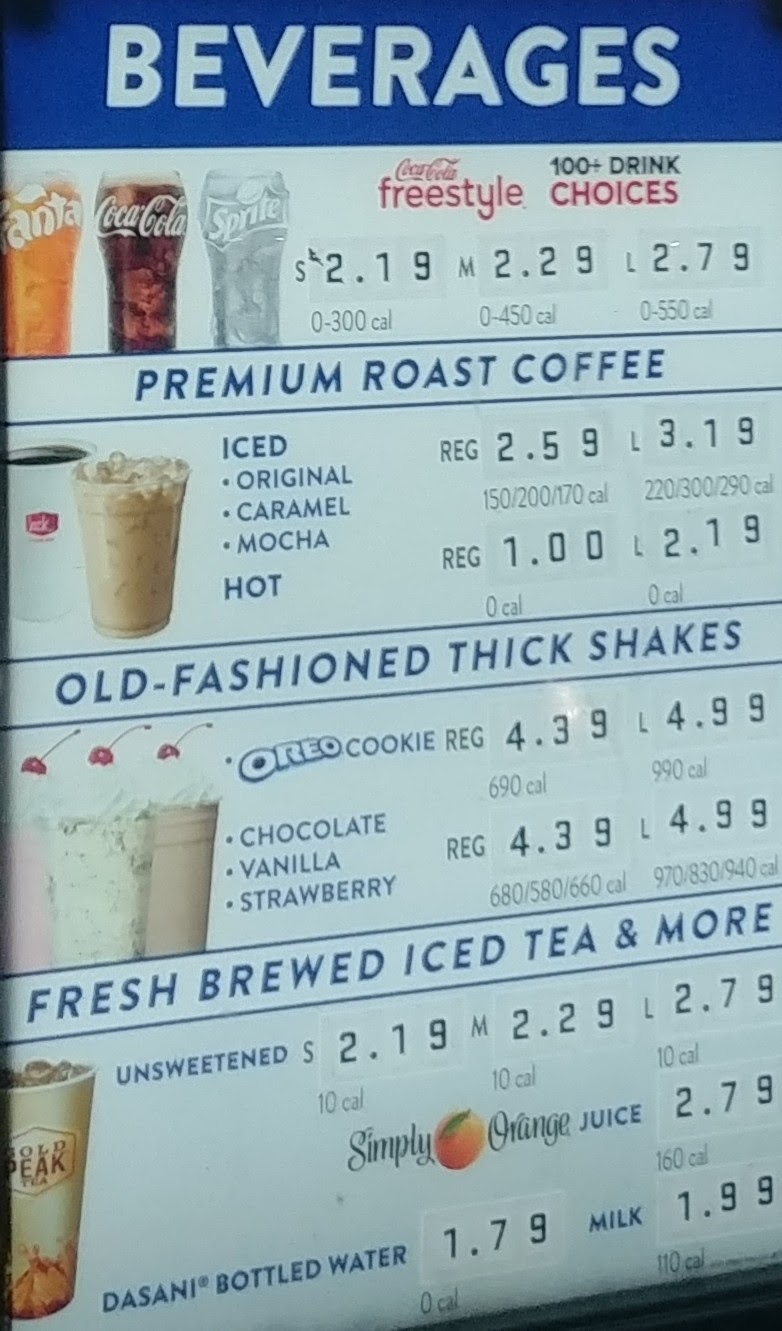 BEVERAGES
Coca-Cola freestyle 100+ DRINK CHOICES
Fanta Coca-Cola Sprite
S 2.19 M 2.29 L 2.79
0-300 cal 0-450 cal 0-550 cal
PREMIUM ROAST COFFEE
ICED REG 2.59 L 3.19
• ORIGINAL 150/200/170 cal 220/300/290 cal
• CARAMEL
• MOCHA
HOT REG 1.00 L 2.19
0 cal 0 cal
jack
OLD-FASHIONED THICK SHAKES
• OREO COOKIE REG 4.39 L 4.99
690 cal 990 cal
• CHOCOLATE
• VANILLA REG 4.39 L 4.99
• STRAWBERRY 680/580/660 cal 970/830/940 cal
FRESH BREWED ICED TEA & MORE
UNSWEETENED S 2.19 M 2.29 L 2.79
10 cal 10 cal 10 cal
GOLD PEAK TEA
Simply Orange JUICE 2.79
160 cal
DASANI® BOTTLED WATER 1.79 MILK 1.99
0 cal 110 cal